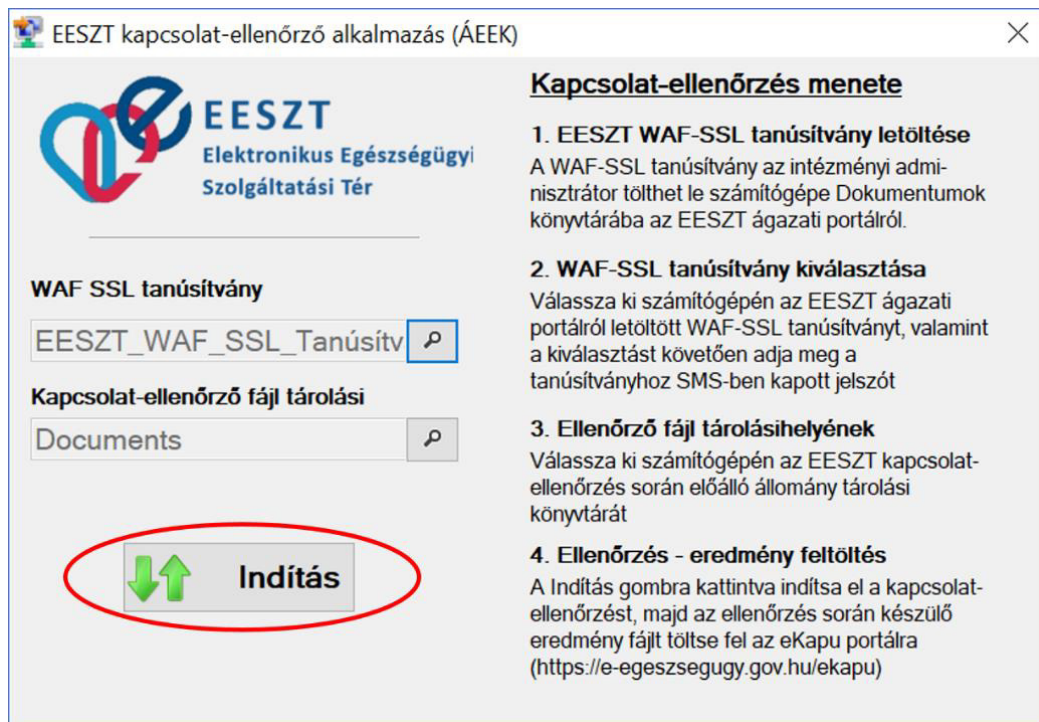 EESZT kapcsolat-ellenőrző alkalmazás (ÁEEK)
EESZT
Elektronikus Egészségügyi
Szolgáltatási Tér
WAF SSL tanúsítvány
EESZT_WAF_SSL_Tanúsítv
Kapcsolat-ellenőrző fájl tárolási
Documents
Indítás
Kapcsolat-ellenőrzés menete
1. EESZT WAF-SSL tanúsítvány letöltése
A WAF-SSL tanúsítvány az intézményi admi-
nisztrátor tölthet le számítógépe Dokumentumok
könyvtárába az EESZT ágazati portálról.
2. WAF-SSL tanúsítvány kiválasztása
Válassza ki számítógépén az EESZT ágazati
portálról letöltött WAF-SSL tanúsítványt, valamint
a kiválasztást követően adja meg a
tanúsítványhoz SMS-ben kapott jelszót
3. Ellenőrző fájl tárolásihelyének
Válassza ki számítógépén az EESZT kapcsolat-
ellenőrzés során előálló állomány tárolási
könyvtárát
4. Ellenőrzés - eredmény feltöltés
A Indítás gombra kattintva indítsa el a kapcsolat-
ellenőrzést, majd az ellenőrzés során készülő
eredmény fájlt töltse fel az eKapu portálra
(https://e-egeszsegugy.gov.hu/ekapu)